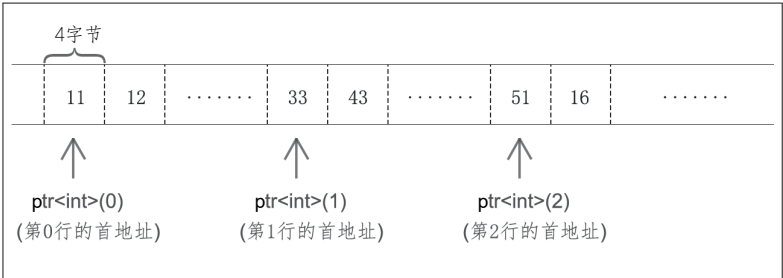 4字节
11 12 ······· 33 43 ······· 51 16 ·······
ptr<int>(0) ptr<int>(1) ptr<int>(2)
(第0行的首地址) (第1行的首地址) (第2行的首地址)